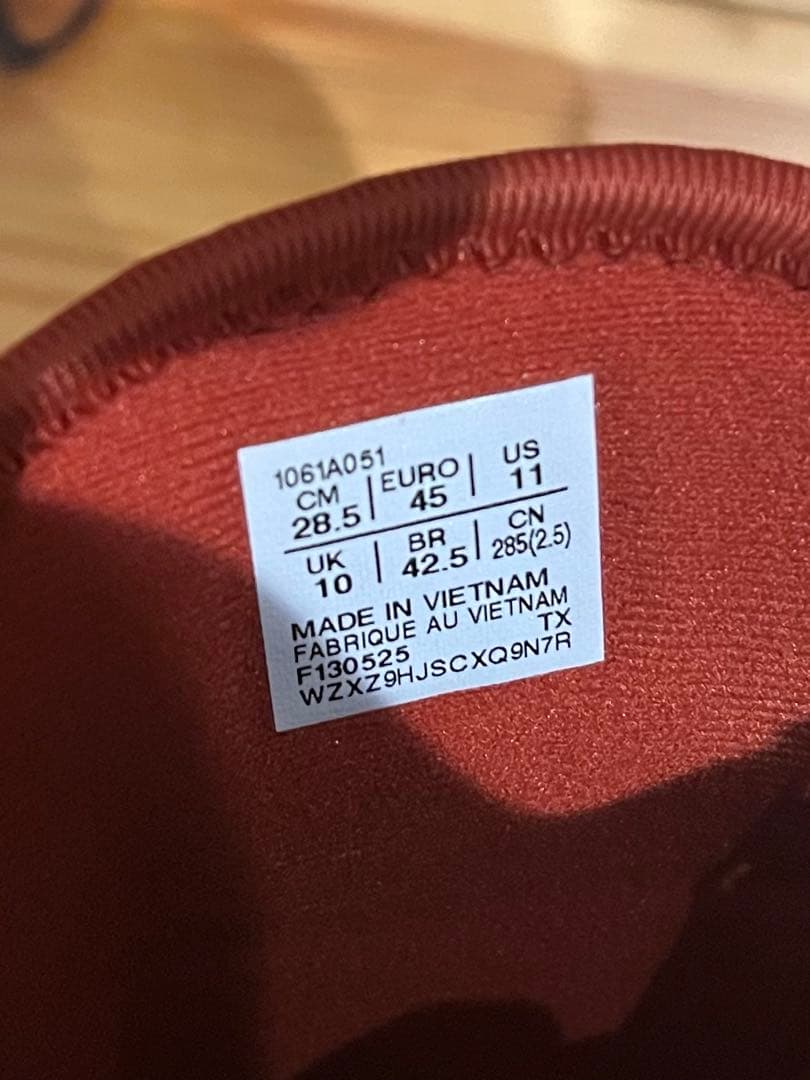 1061A051
CM | EURO | US
28.5 | 45 | 11
UK | BR | CN
10 | 42.5 | 285(2.5)
MADE IN VIETNAM
FABRIQUE AU VIETNAM
F130525 TX
WZXZ9HJSCXQ9N7R